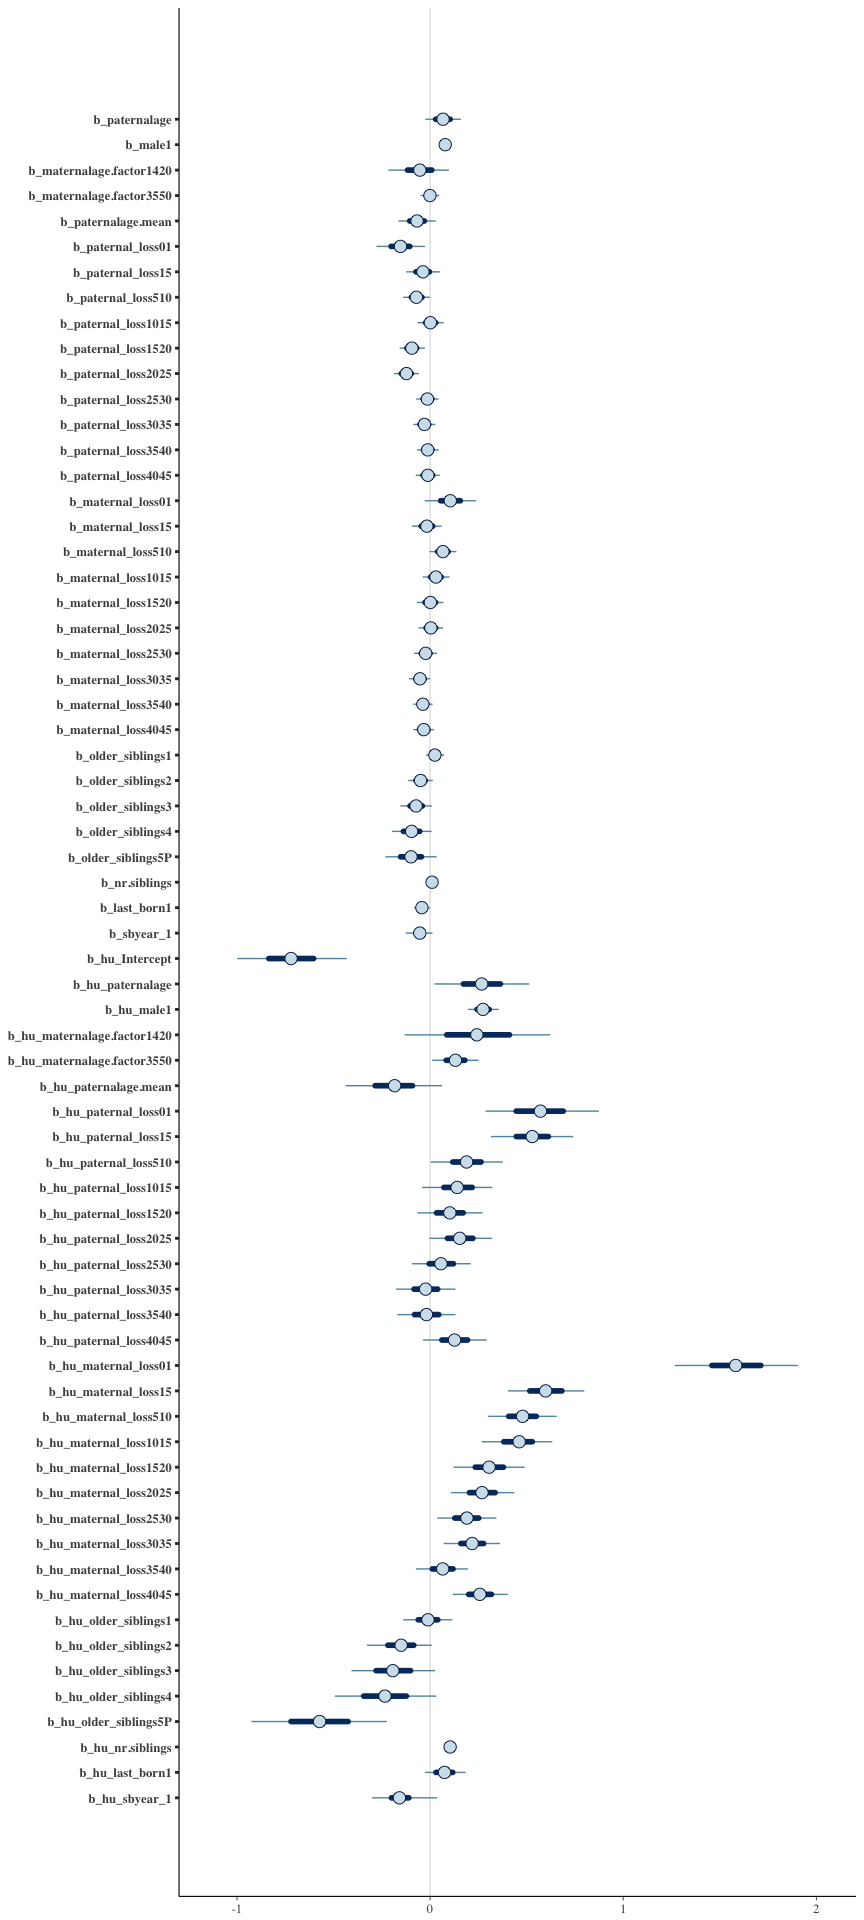 b_paternalage
b_male1
b_maternalage.factor1420
b_maternalage.factor3550
b_paternalage.mean
b_paternal_loss01
b_paternal_loss15
b_paternal_loss510
b_paternal_loss1015
b_paternal_loss1520
b_paternal_loss2025
b_paternal_loss2530
b_paternal_loss3035
b_paternal_loss3540
b_paternal_loss4045
b_maternal_loss01
b_maternal_loss15
b_maternal_loss510
b_maternal_loss1015
b_maternal_loss1520
b_maternal_loss2025
b_maternal_loss2530
b_maternal_loss3035
b_maternal_loss3540
b_maternal_loss4045
b_older_siblings1
b_older_siblings2
b_older_siblings3
b_older_siblings4
b_older_siblings5P
b_nr.siblings
b_last_born1
b_sbyear_1
b_hu_Intercept
b_hu_paternalage
b_hu_male1
b_hu_maternalage.factor1420
b_hu_maternalage.factor3550
b_hu_paternalage.mean
b_hu_paternal_loss01
b_hu_paternal_loss15
b_hu_paternal_loss510
b_hu_paternal_loss1015
b_hu_paternal_loss1520
b_hu_paternal_loss2025
b_hu_paternal_loss2530
b_hu_paternal_loss3035
b_hu_paternal_loss3540
b_hu_paternal_loss4045
b_hu_maternal_loss01
b_hu_maternal_loss15
b_hu_maternal_loss510
b_hu_maternal_loss1015
b_hu_maternal_loss1520
b_hu_maternal_loss2025
b_hu_maternal_loss2530
b_hu_maternal_loss3035
b_hu_maternal_loss3540
b_hu_maternal_loss4045
b_hu_older_siblings1
b_hu_older_siblings2
b_hu_older_siblings3
b_hu_older_siblings4
b_hu_older_siblings5P
b_hu_nr.siblings
b_hu_last_born1
b_hu_sbyear_1
-1 0 1 2